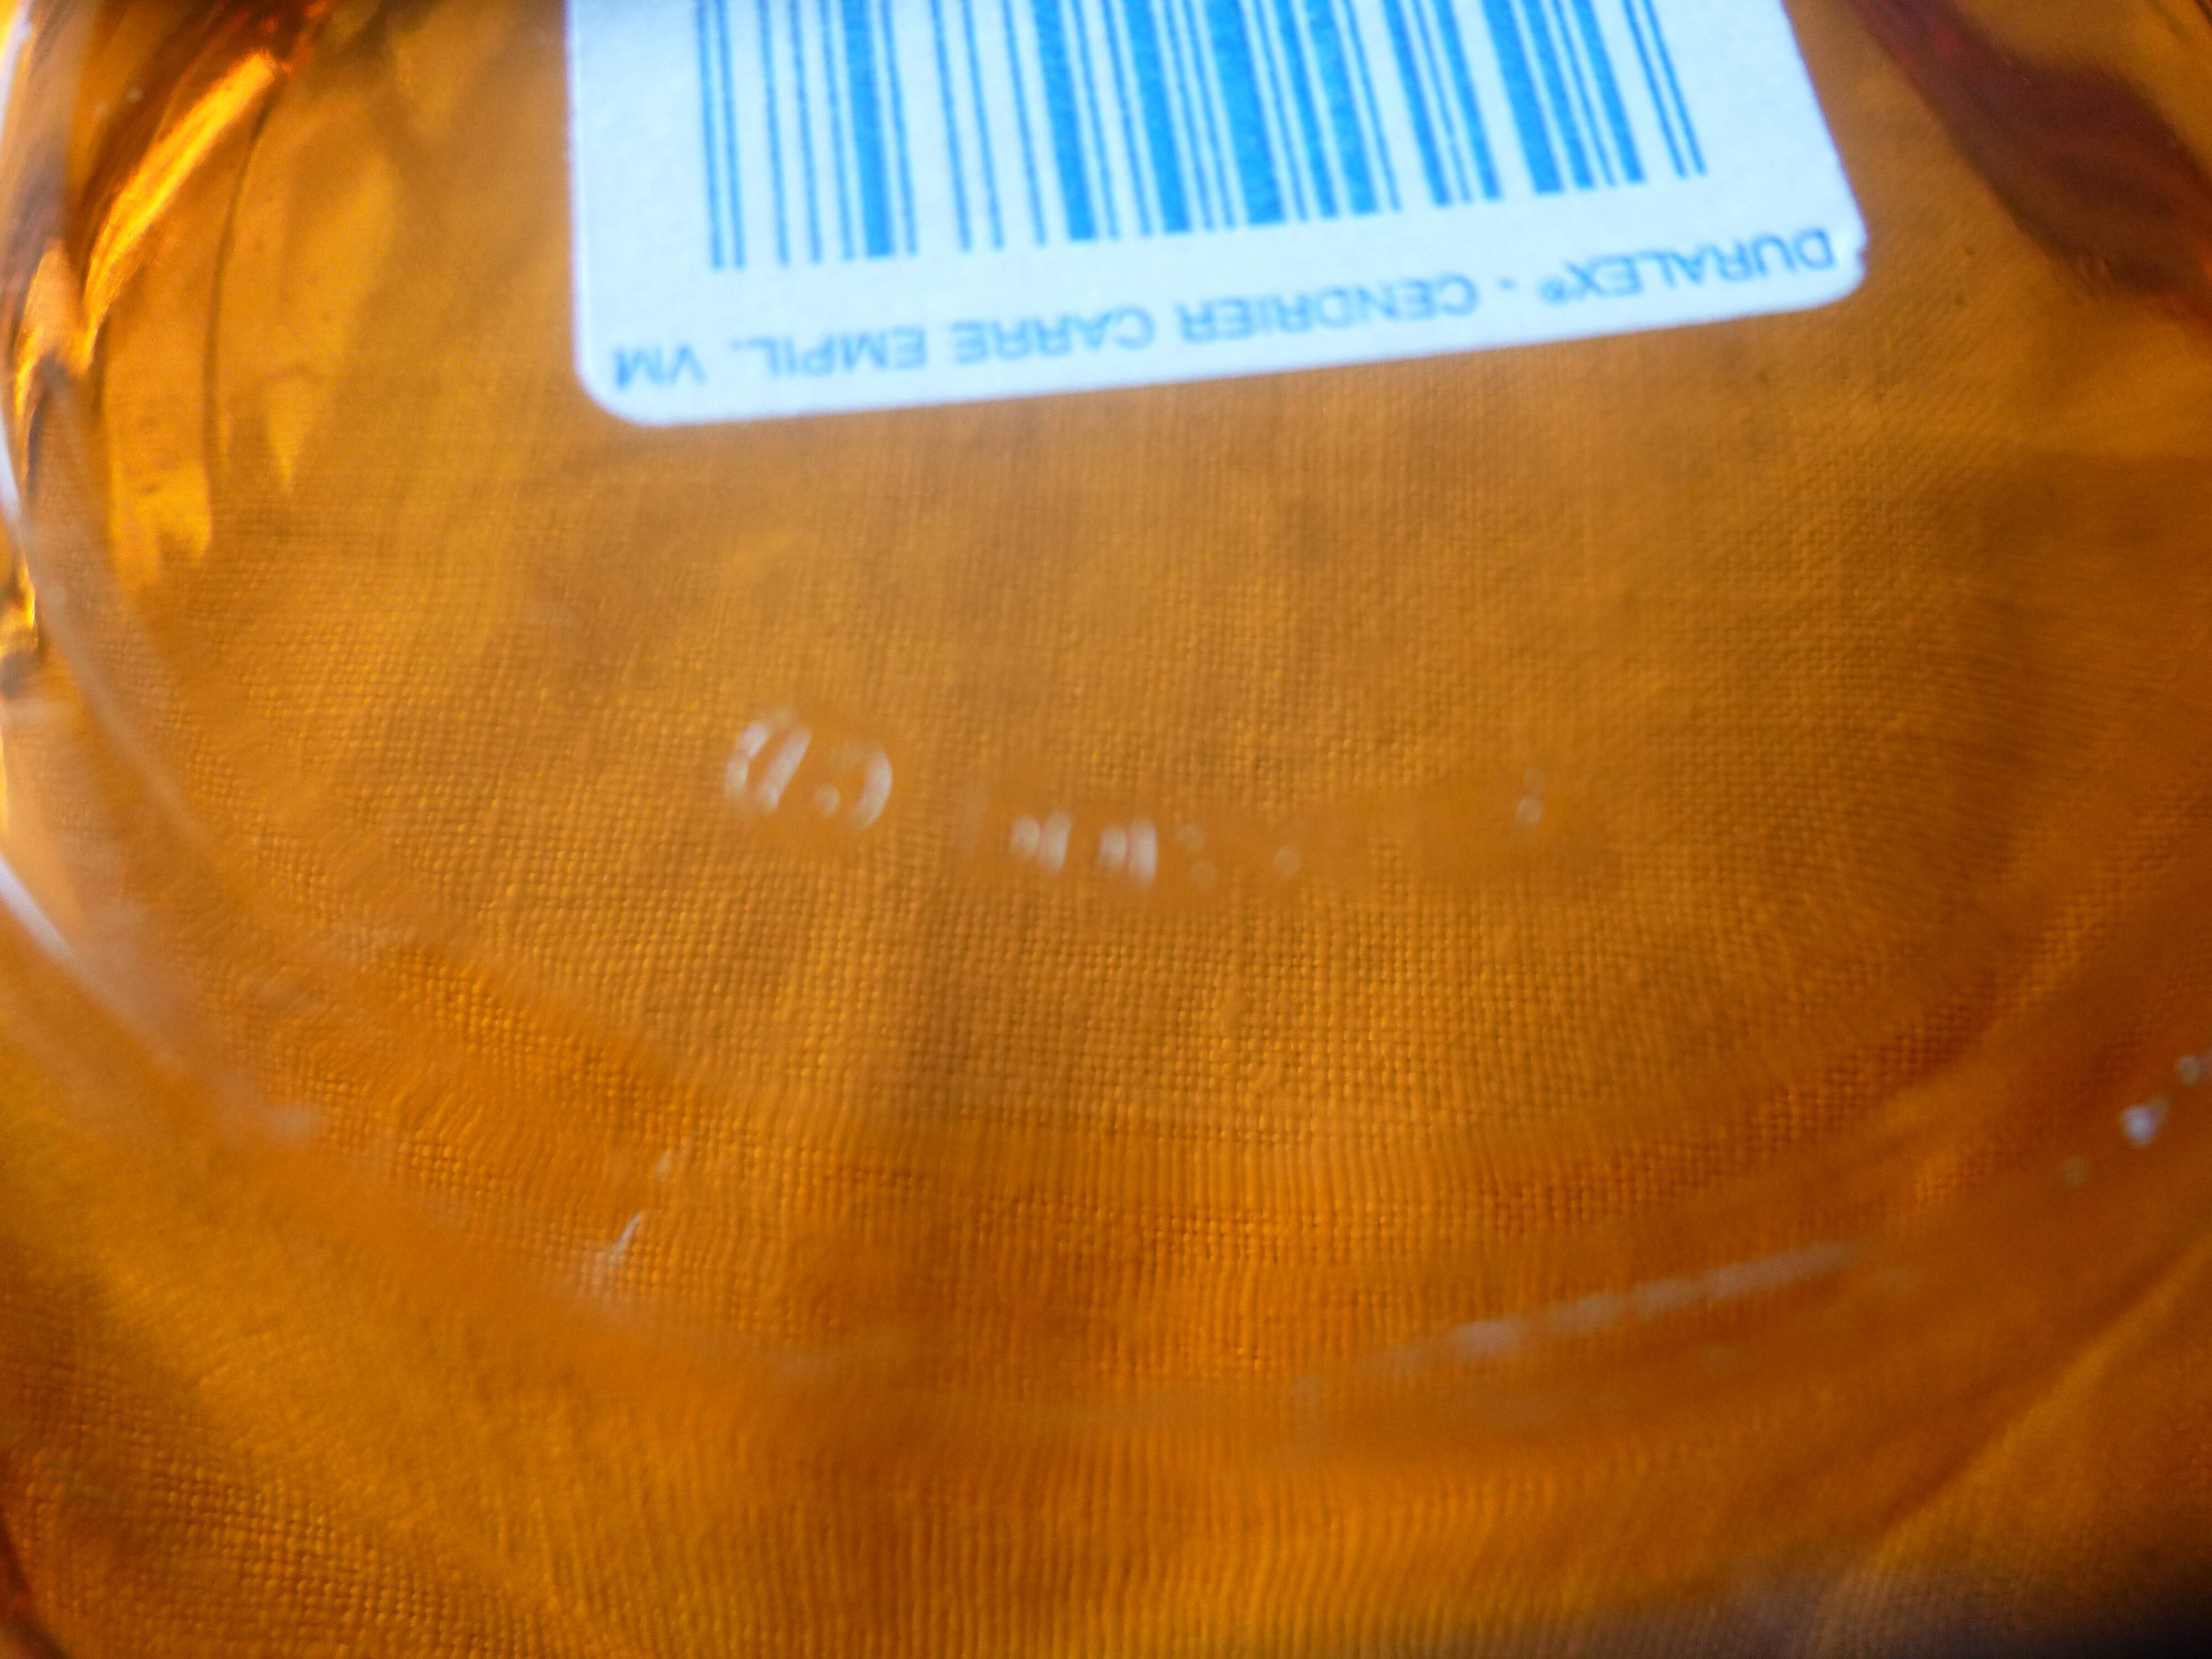 DURALEX® - CENDRIER CARRE EMPIL. VM